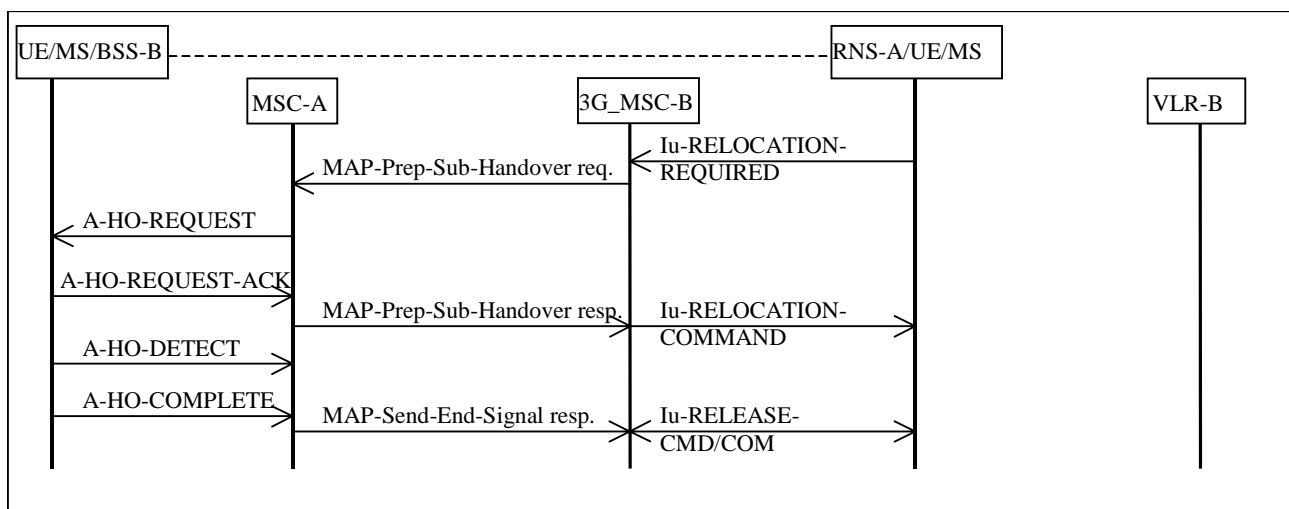 UE/MS/BSS-B
RNS-A/UE/MS
MSC-A
3G_MSC-B
VLR-B
Iu-RELOCATION-
REQUIRED
MAP-Prep-Sub-Handover req.
A-HO-REQUEST
A-HO-REQUEST-ACK
MAP-Prep-Sub-Handover resp.
Iu-RELOCATION-
COMMAND
A-HO-DETECT
A-HO-COMPLETE
MAP-Send-End-Signal resp.
Iu-RELEASE-
CMD/COM